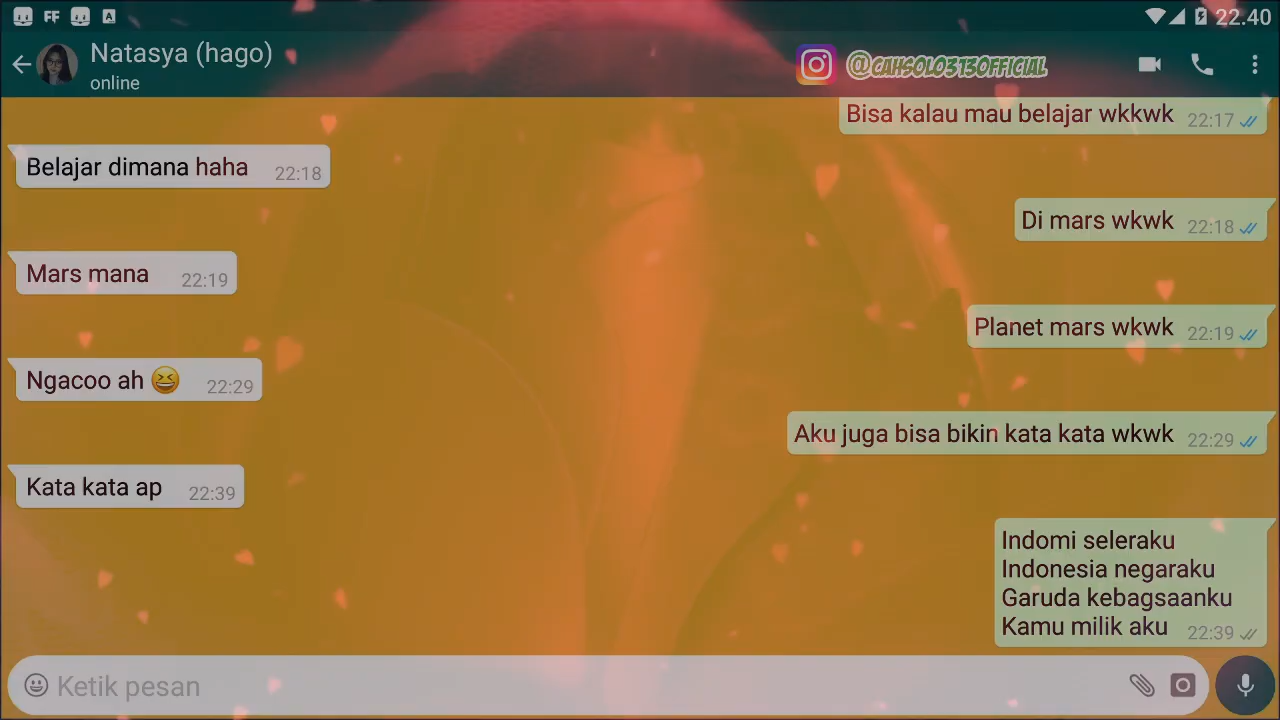 FF
A
22.40
Natasya (hago)
online
@CAHSOLO313OFFICIAL
Bisa kalau mau belajar wkkwk 22:17
Belajar dimana haha 22:18
Di mars wkwk 22:18
Mars mana 22:19
Planet mars wkwk 22:19
Ngacoo ah 😆 22:29
Aku juga bisa bikin kata kata wkwk 22:29
Kata kata ap 22:39
Indomi seleraku
Indonesia negaraku
Garuda kebagsaanku
Kamu milik aku 22:39
Ketik pesan